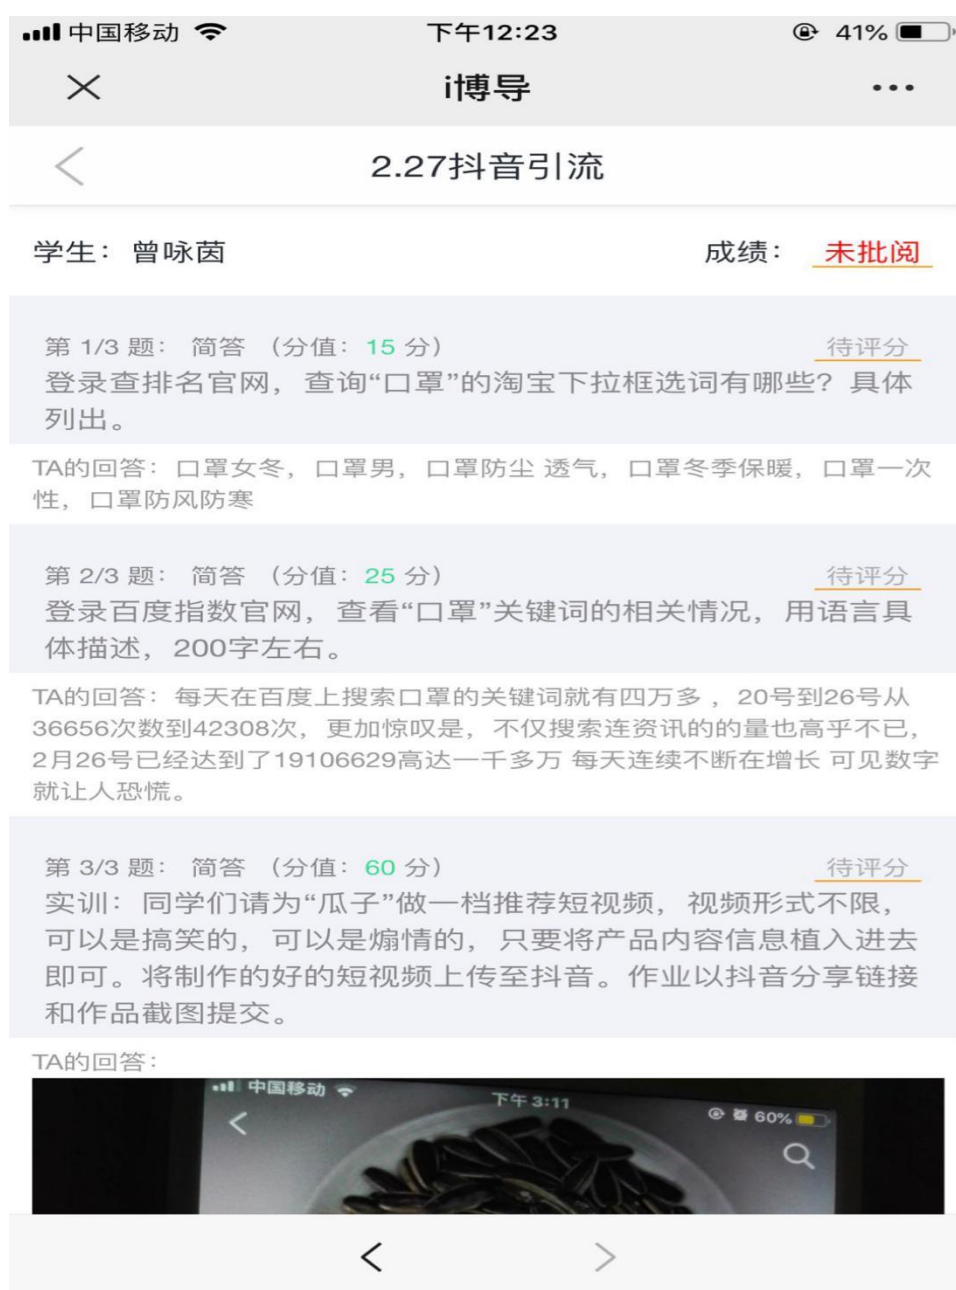 中国移动 下午12:23 41%
i博导
2.27抖音引流
学生：曾咏茵 成绩：未批阅
第 1/3 题： 简答 （分值：15 分） 待评分
登录查排名官网，查询“口罩”的淘宝下拉框选词有哪些？具体
列出。
TA的回答：口罩女冬，口罩男，口罩防尘 透气，口罩冬季保暖，口罩一次
性，口罩防风防寒
第 2/3 题： 简答 （分值：25 分） 待评分
登录百度指数官网，查看“口罩”关键词的相关情况，用语言具
体描述，200字左右。
TA的回答：每天在百度上搜索口罩的关键词就有四万多 ，20号到26号从
36656次数到42308次，更加惊叹是，不仅搜索连资讯的的量也高乎不已，
2月26号已经达到了19106629高达一千多万 每天连续不断在增长 可见数字
就让人恐慌。
第 3/3 题： 简答 （分值：60 分） 待评分
实训：同学们请为“瓜子”做一档推荐短视频，视频形式不限，
可以是搞笑的，可以是煽情的，只要将产品内容信息植入进去
即可。将制作的好的短视频上传至抖音。作业以抖音分享链接
和作品截图提交。
TA的回答：
中国移动 下午3:11 60%